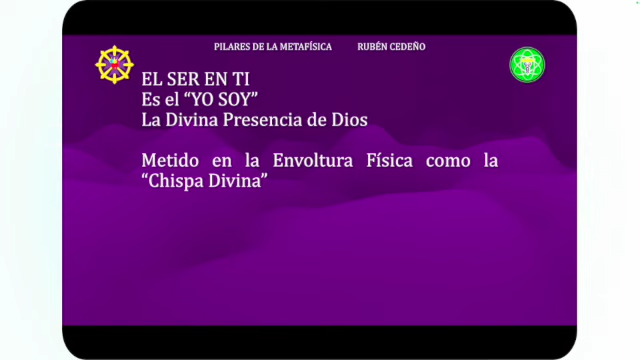 PILARES DE LA METAFÍSICA RUBÉN CEDEÑO
EL SER EN TI
Es el “YO SOY”
La Divina Presencia de Dios
Metido en la Envoltura Física como la
“Chispa Divina”